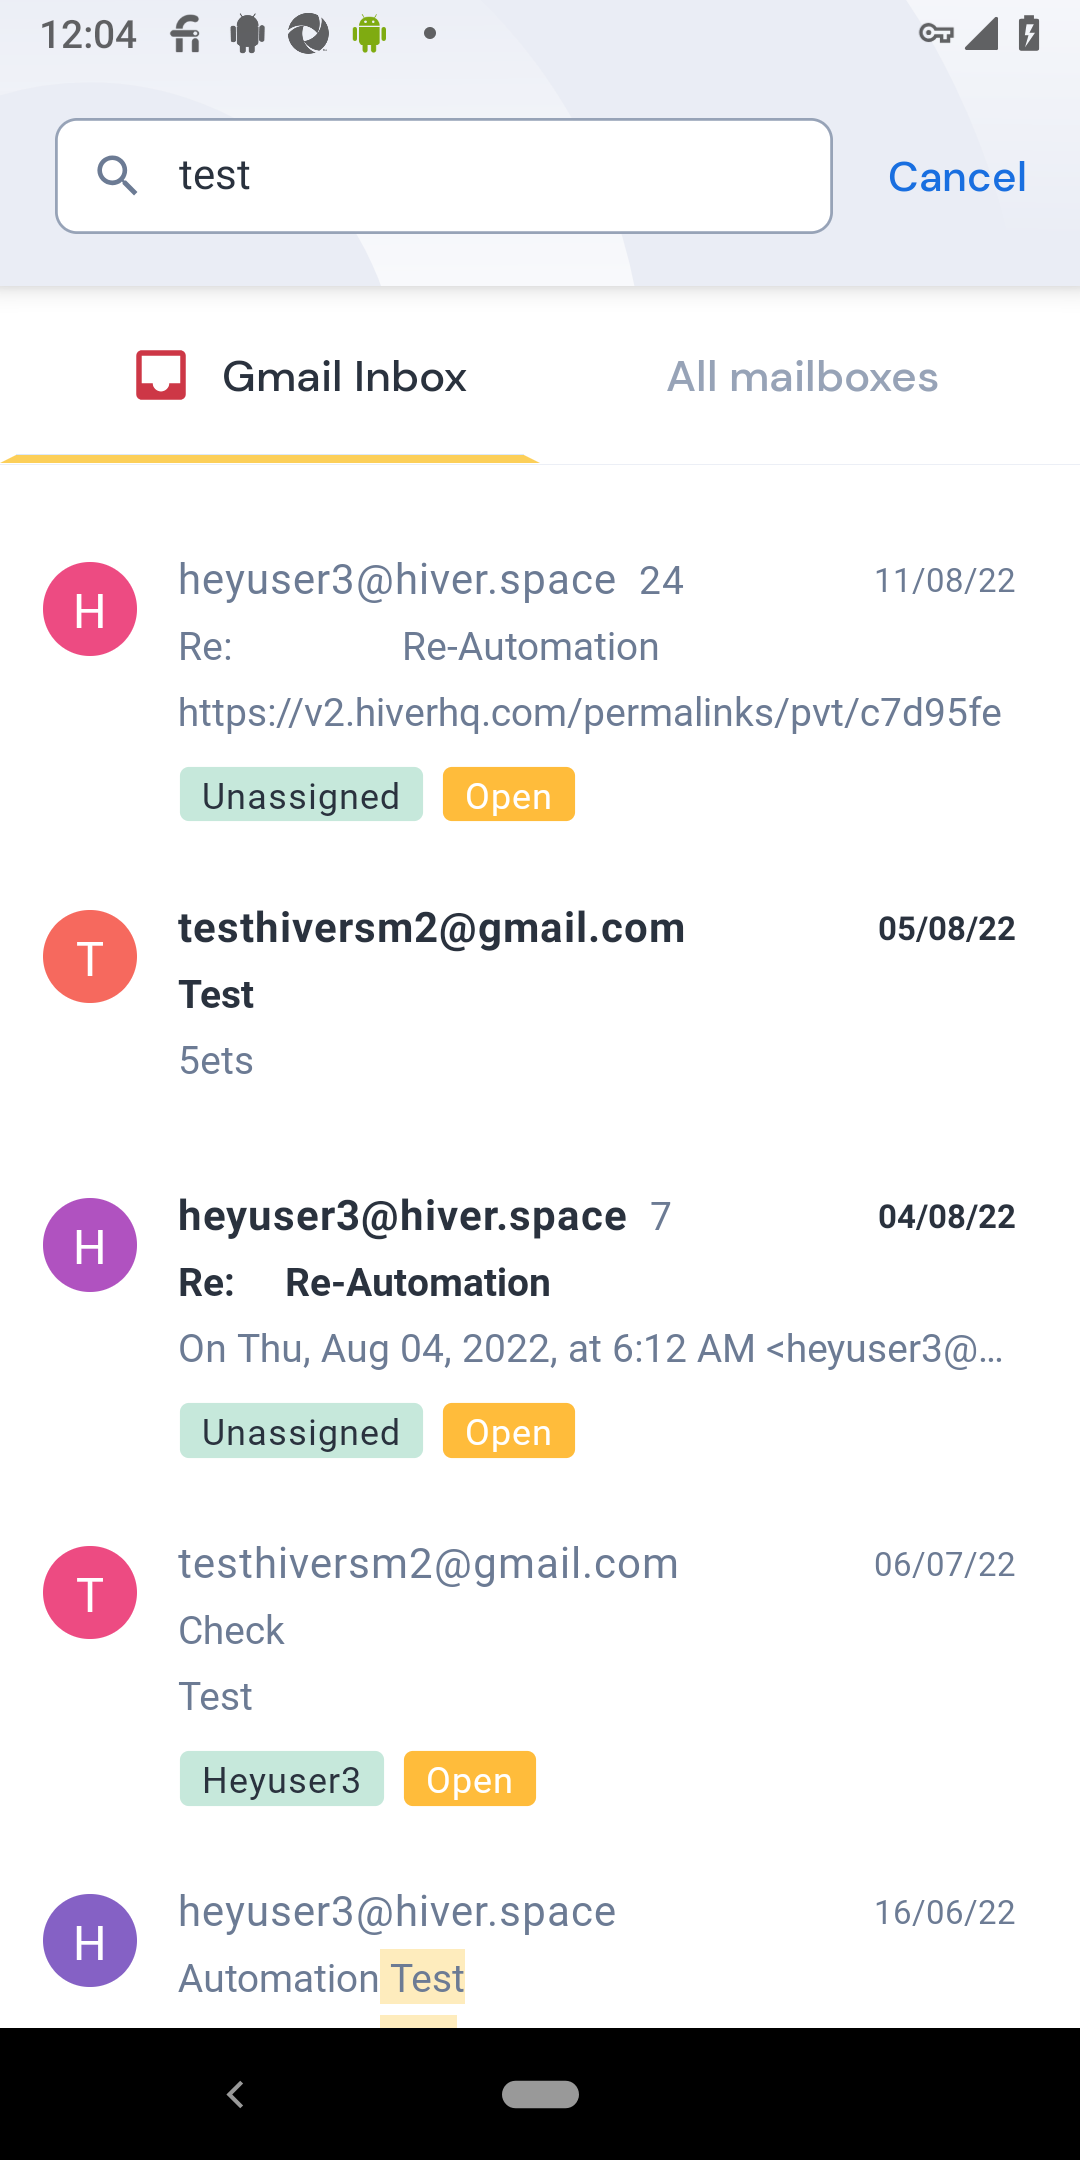 12:04
test
Cancel
Gmail Inbox
All mailboxes
H
heyuser3@hiver.space 24 11/08/22
Re: Re-Automation
https://v2.hiverhq.com/permalinks/pvt/c7d95fe
Unassigned Open
T
testhiversm2@gmail.com 05/08/22
Test
5ets
H
heyuser3@hiver.space 7 04/08/22
Re: Re-Automation
On Thu, Aug 04, 2022, at 6:12 AM <heyuser3@...
Unassigned Open
T
testhiversm2@gmail.com 06/07/22
Check
Test
Heyuser3 Open
H
heyuser3@hiver.space 16/06/22
Automation Test